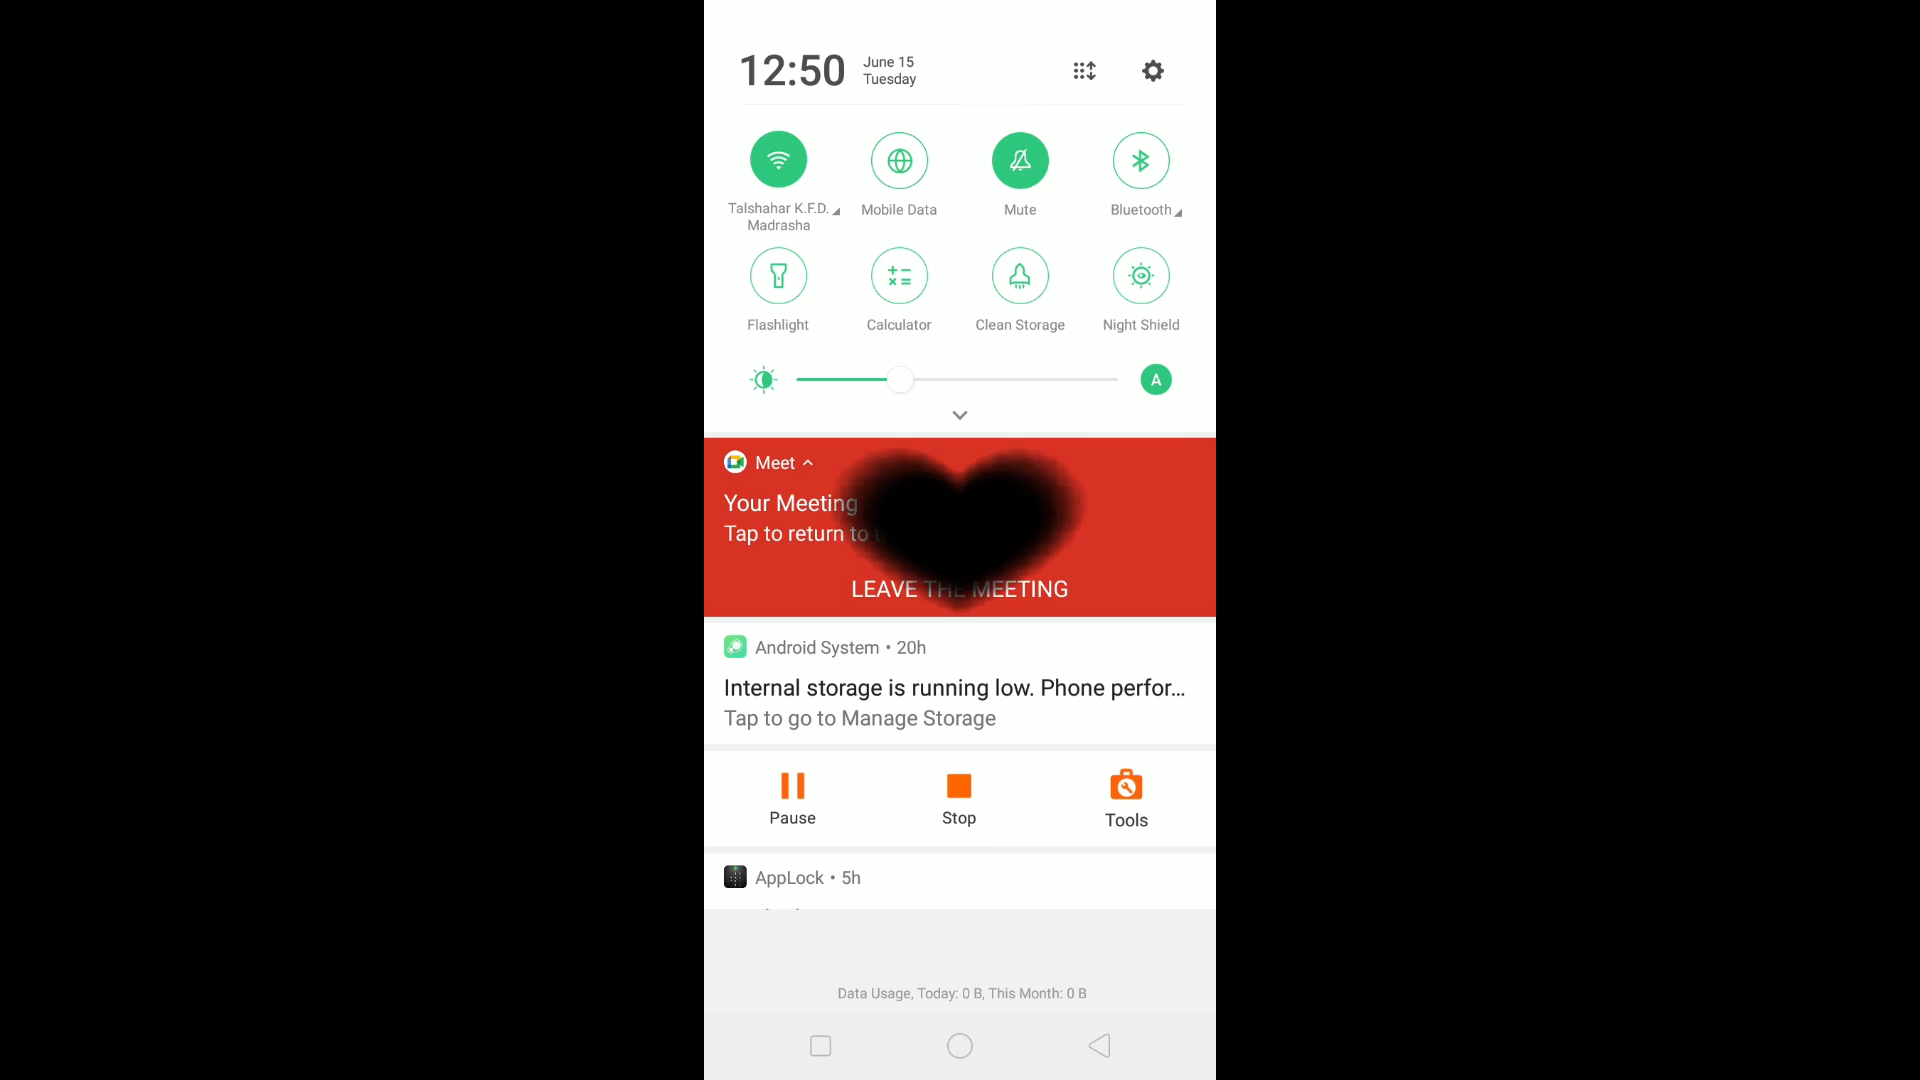 12:50
June 15
Tuesday
Talshahar K.F.D.
Madrasha
Mobile Data
Mute
Bluetooth
Flashlight
Calculator
Clean Storage
Night Shield
A
Meet
Your Meeting
Tap to return to
LEAVE THE MEETING
Android System • 20h
Internal storage is running low. Phone perfor...
Tap to go to Manage Storage
Pause
Stop
Tools
AppLock • 5h
Data Usage, Today: 0 B, This Month: 0 B